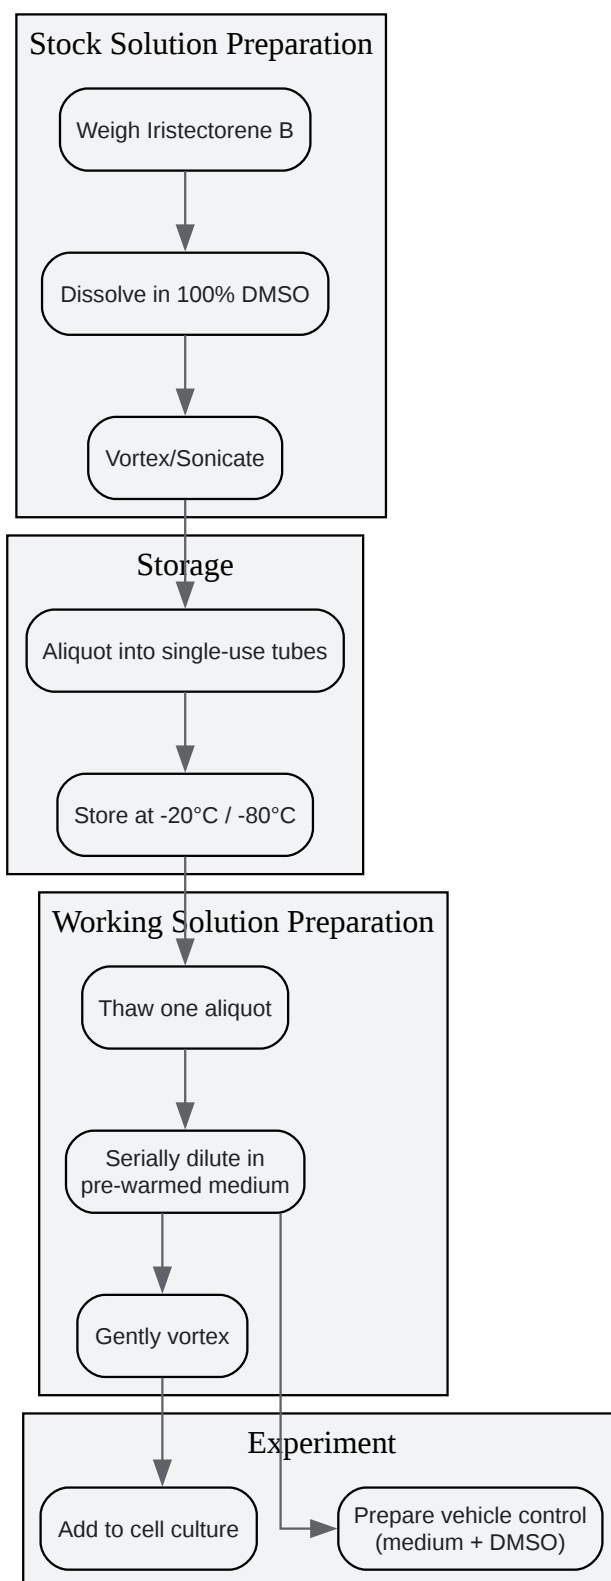 Stock Solution Preparation
Weigh Iristectorene B
Dissolve in 100% DMSO
Vortex/Sonicate
Storage
Aliquot into single-use tubes
Store at -20°C / -80°C
Working Solution Preparation
Thaw one aliquot
Serially dilute in
pre-warmed medium
Gently vortex
Experiment
Add to cell culture
Prepare vehicle control
(medium + DMSO)